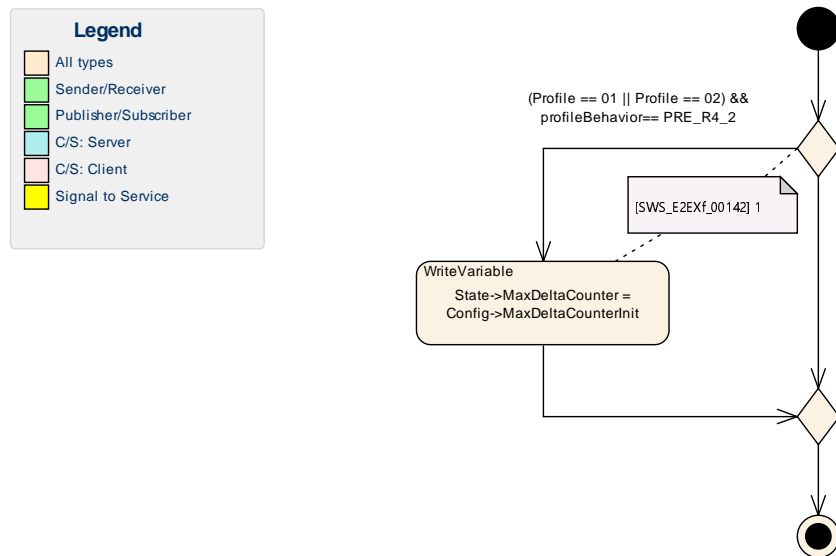 Legend
All types
Sender/Receiver
Publisher/Subscriber
C/S: Server
C/S: Client
Signal to Service
(Profile == 01 || Profile == 02) &&
profileBehavior== PRE_R4_2
[SWS_E2EXf_00142] 1
WriteVariable
State->MaxDeltaCounter =
Config->MaxDeltaCounterInit